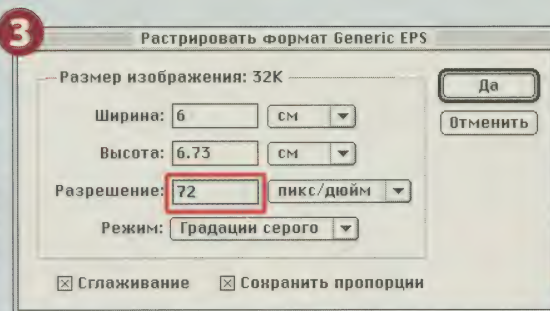 3
Растрировать формат Generic EPS
Размер изображения: 32K
Да
Ширина: 6 см
Отменить
Высота: 6.73 см
Разрешение: 72 пикс/дюйм
Режим: Градации серого
Сглаживание Сохранить пропорции